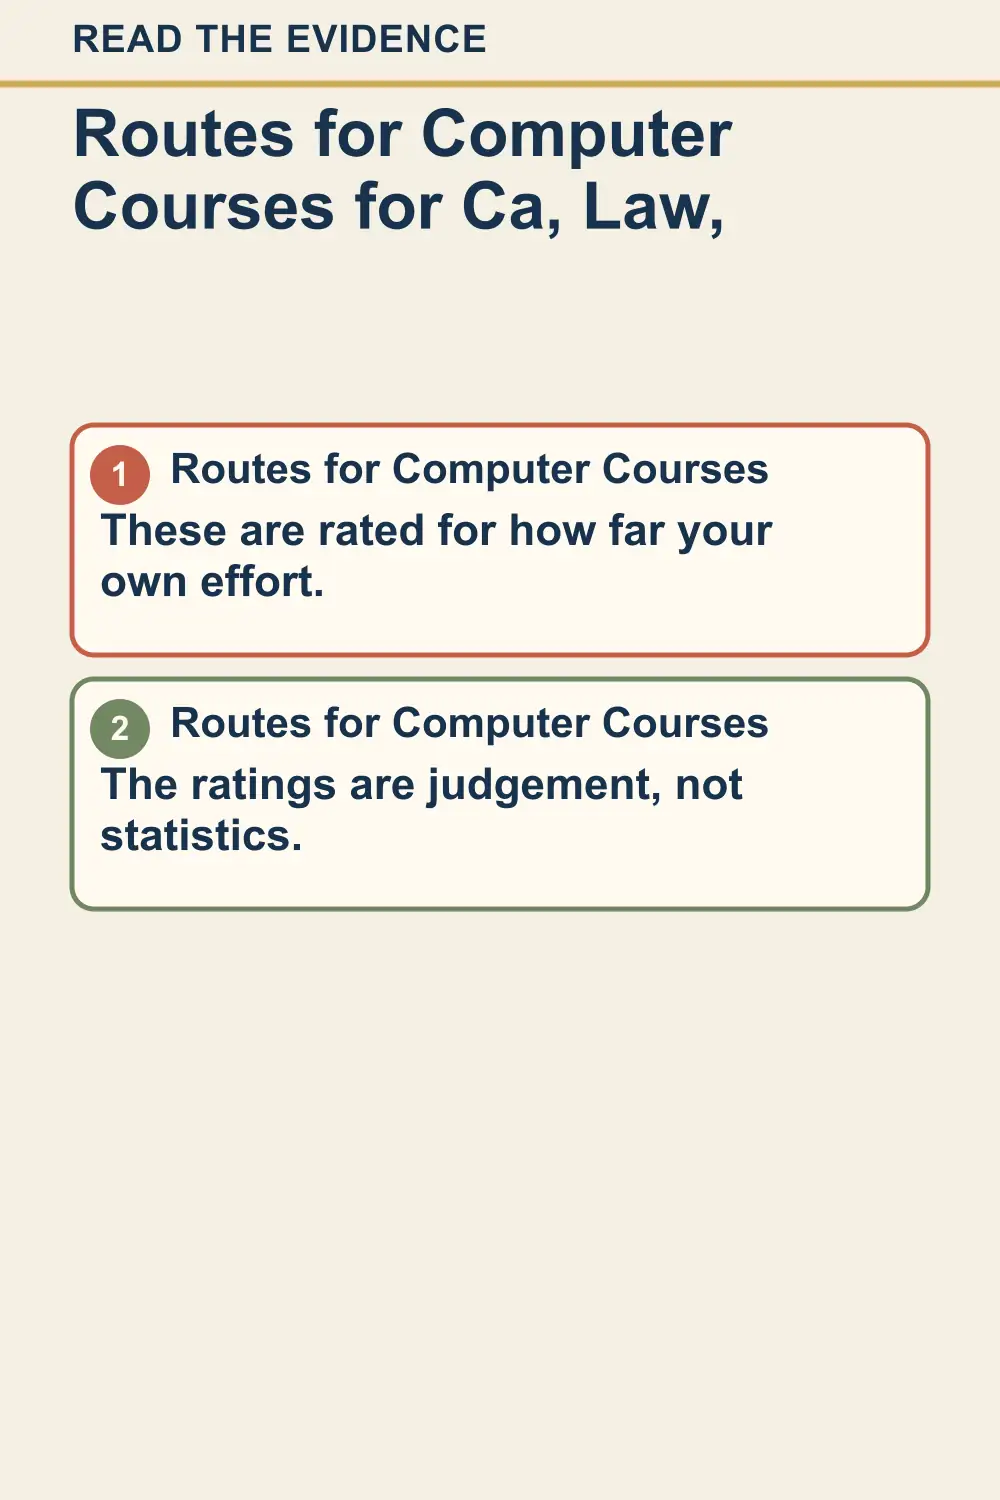 READ THE EVIDENCE
Routes for Computer
Courses for Ca, Law,
1 Routes for Computer Courses
These are rated for how far your
own effort.
2 Routes for Computer Courses
The ratings are judgement, not
statistics.